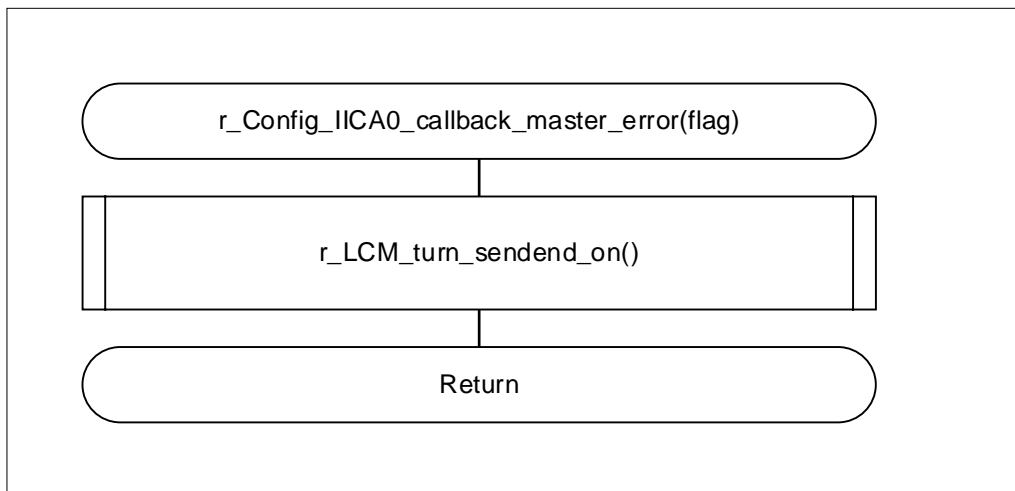 r_Config_IICA0_callback_master_error(flag)
r_LCM_turn_sendend_on()
Return